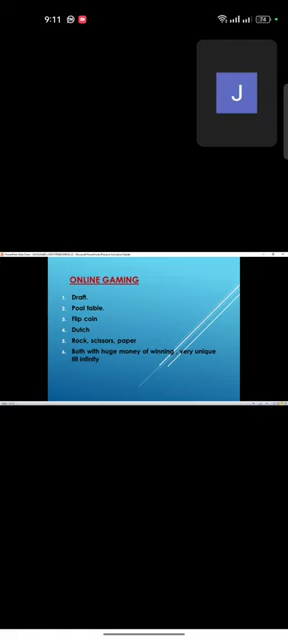 9:11
74
J
ONLINE GAMING
1. Draft.
2. Pool table.
3. Flip coin
4. Dutch
5. Rock, scissors, paper
6. Both with huge money of winning , very unique
till infinity